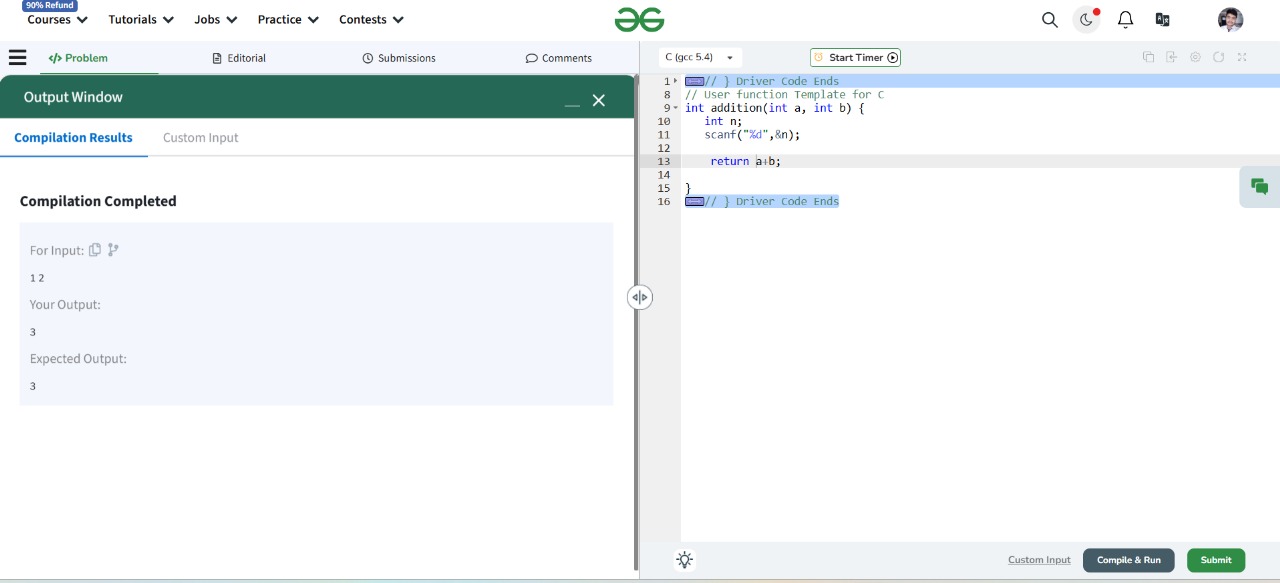 90% Refund
Courses Tutorials Jobs Practice Contests
</> Problem Editorial Submissions Comments
Output Window
Compilation Results Custom Input
Compilation Completed
For Input:
1 2
Your Output:
3
Expected Output:
3
C (gcc 5.4) Start Timer
1 // } Driver Code Ends
8 // User function Template for C
9 int addition(int a, int b) {
10 int n;
11 scanf("%d",&n);
12
13 return a+b;
14
15 }
16 // } Driver Code Ends
Custom Input Compile & Run Submit